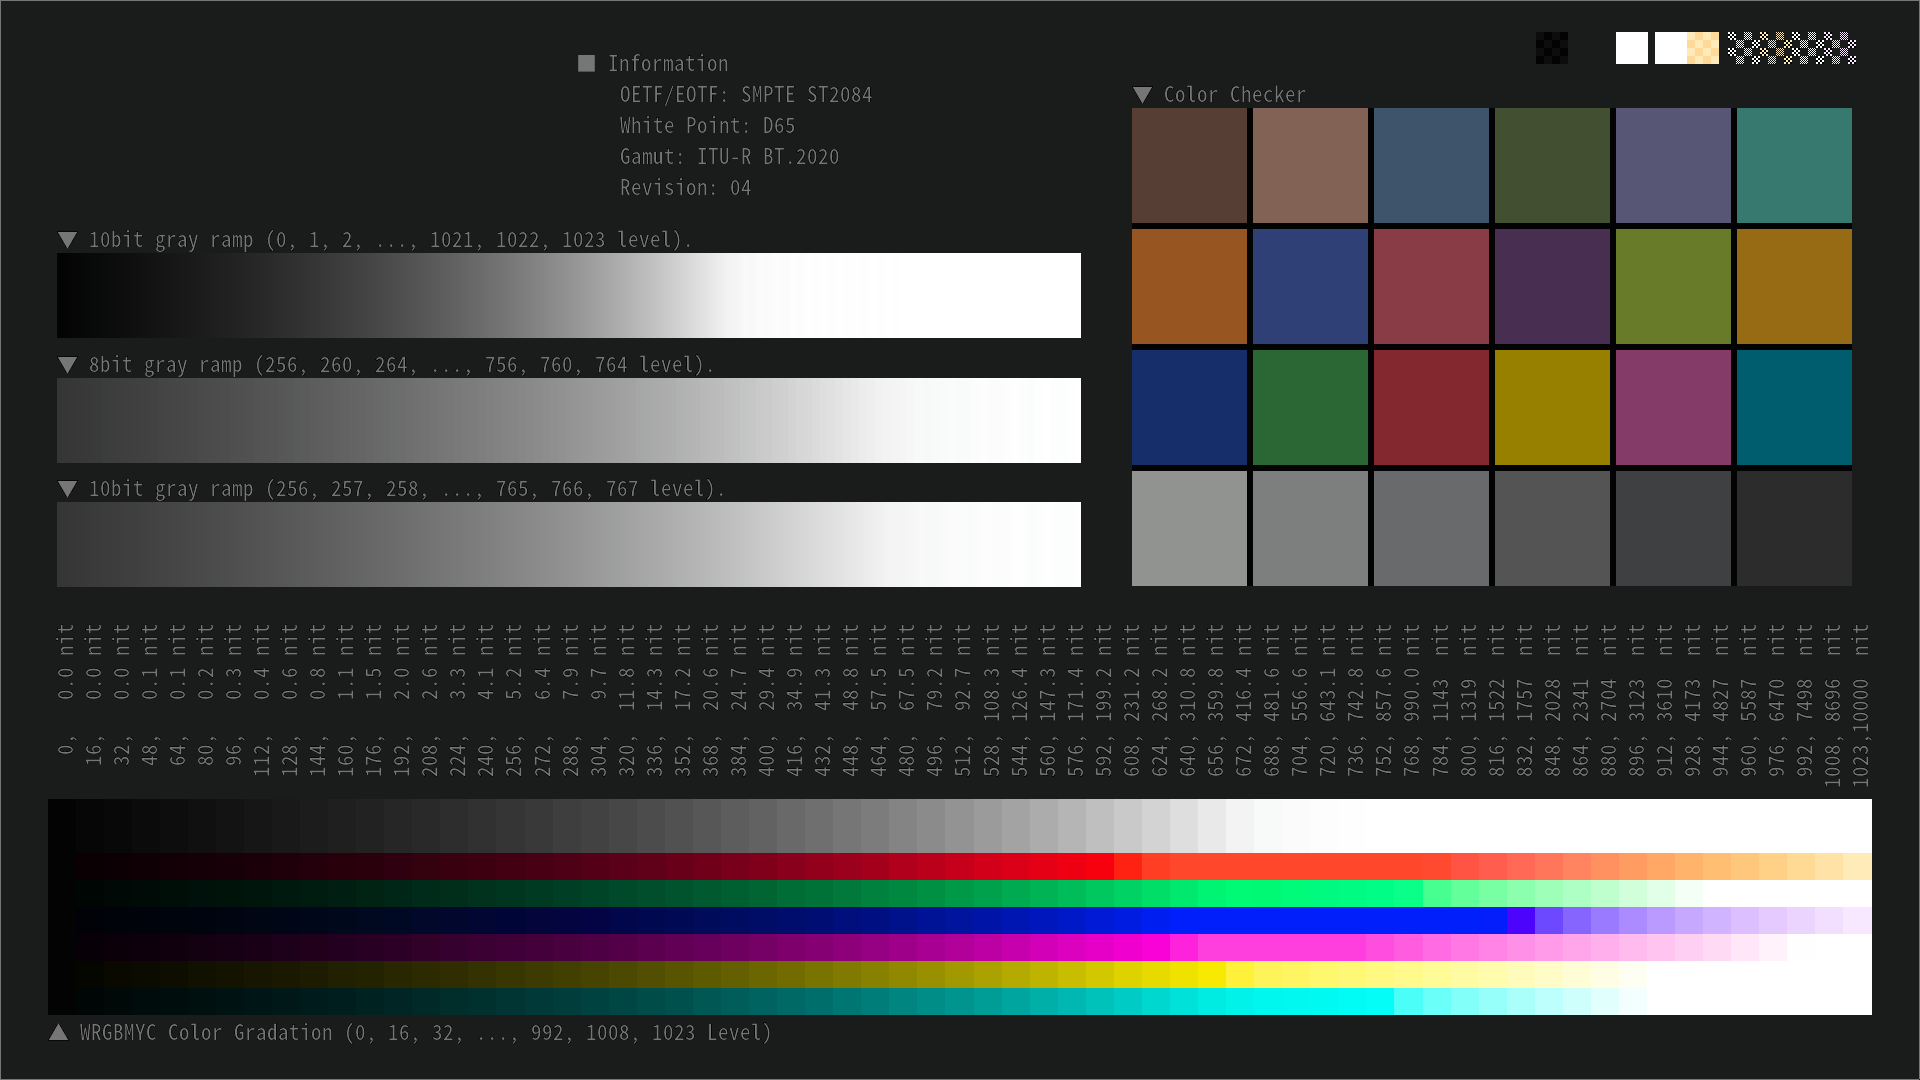 ■ Information
OETF/EOTF: SMPTE ST2084
White Point: D65
Gamut: ITU-R BT.2020
Revision: 04
▼ Color Checker
▼ 10bit gray ramp (0, 1, 2, ..., 1021, 1022, 1023 level).
▼ 8bit gray ramp (256, 260, 264, ..., 756, 760, 764 level).
▼ 10bit gray ramp (256, 257, 258, ..., 765, 766, 767 level).
0, 0.0 nit
16, 0.0 nit
32, 0.0 nit
48, 0.1 nit
64, 0.1 nit
80, 0.2 nit
96, 0.3 nit
112, 0.4 nit
128, 0.6 nit
144, 0.8 nit
160, 1.1 nit
176, 1.5 nit
192, 2.0 nit
208, 2.6 nit
224, 3.3 nit
240, 4.1 nit
256, 5.2 nit
272, 6.4 nit
288, 7.9 nit
304, 9.7 nit
320, 11.8 nit
336, 14.3 nit
352, 17.2 nit
368, 20.6 nit
384, 24.7 nit
400, 29.4 nit
416, 34.9 nit
432, 41.3 nit
448, 48.8 nit
464, 57.5 nit
480, 67.5 nit
496, 79.2 nit
512, 92.7 nit
528, 108.3 nit
544, 126.4 nit
560, 147.3 nit
576, 171.4 nit
592, 199.2 nit
608, 231.2 nit
624, 268.2 nit
640, 310.8 nit
656, 359.8 nit
672, 416.4 nit
688, 481.6 nit
704, 556.6 nit
720, 643.1 nit
736, 742.8 nit
752, 857.6 nit
768, 990.0 nit
784, 1143 nit
800, 1319 nit
816, 1522 nit
832, 1757 nit
848, 2028 nit
864, 2341 nit
880, 2704 nit
896, 3123 nit
912, 3610 nit
928, 4173 nit
944, 4827 nit
960, 5587 nit
976, 6470 nit
992, 7498 nit
1008, 8696 nit
1023,10000 nit
▲ WRGBMYC Color Gradation (0, 16, 32, ..., 992, 1008, 1023 Level)